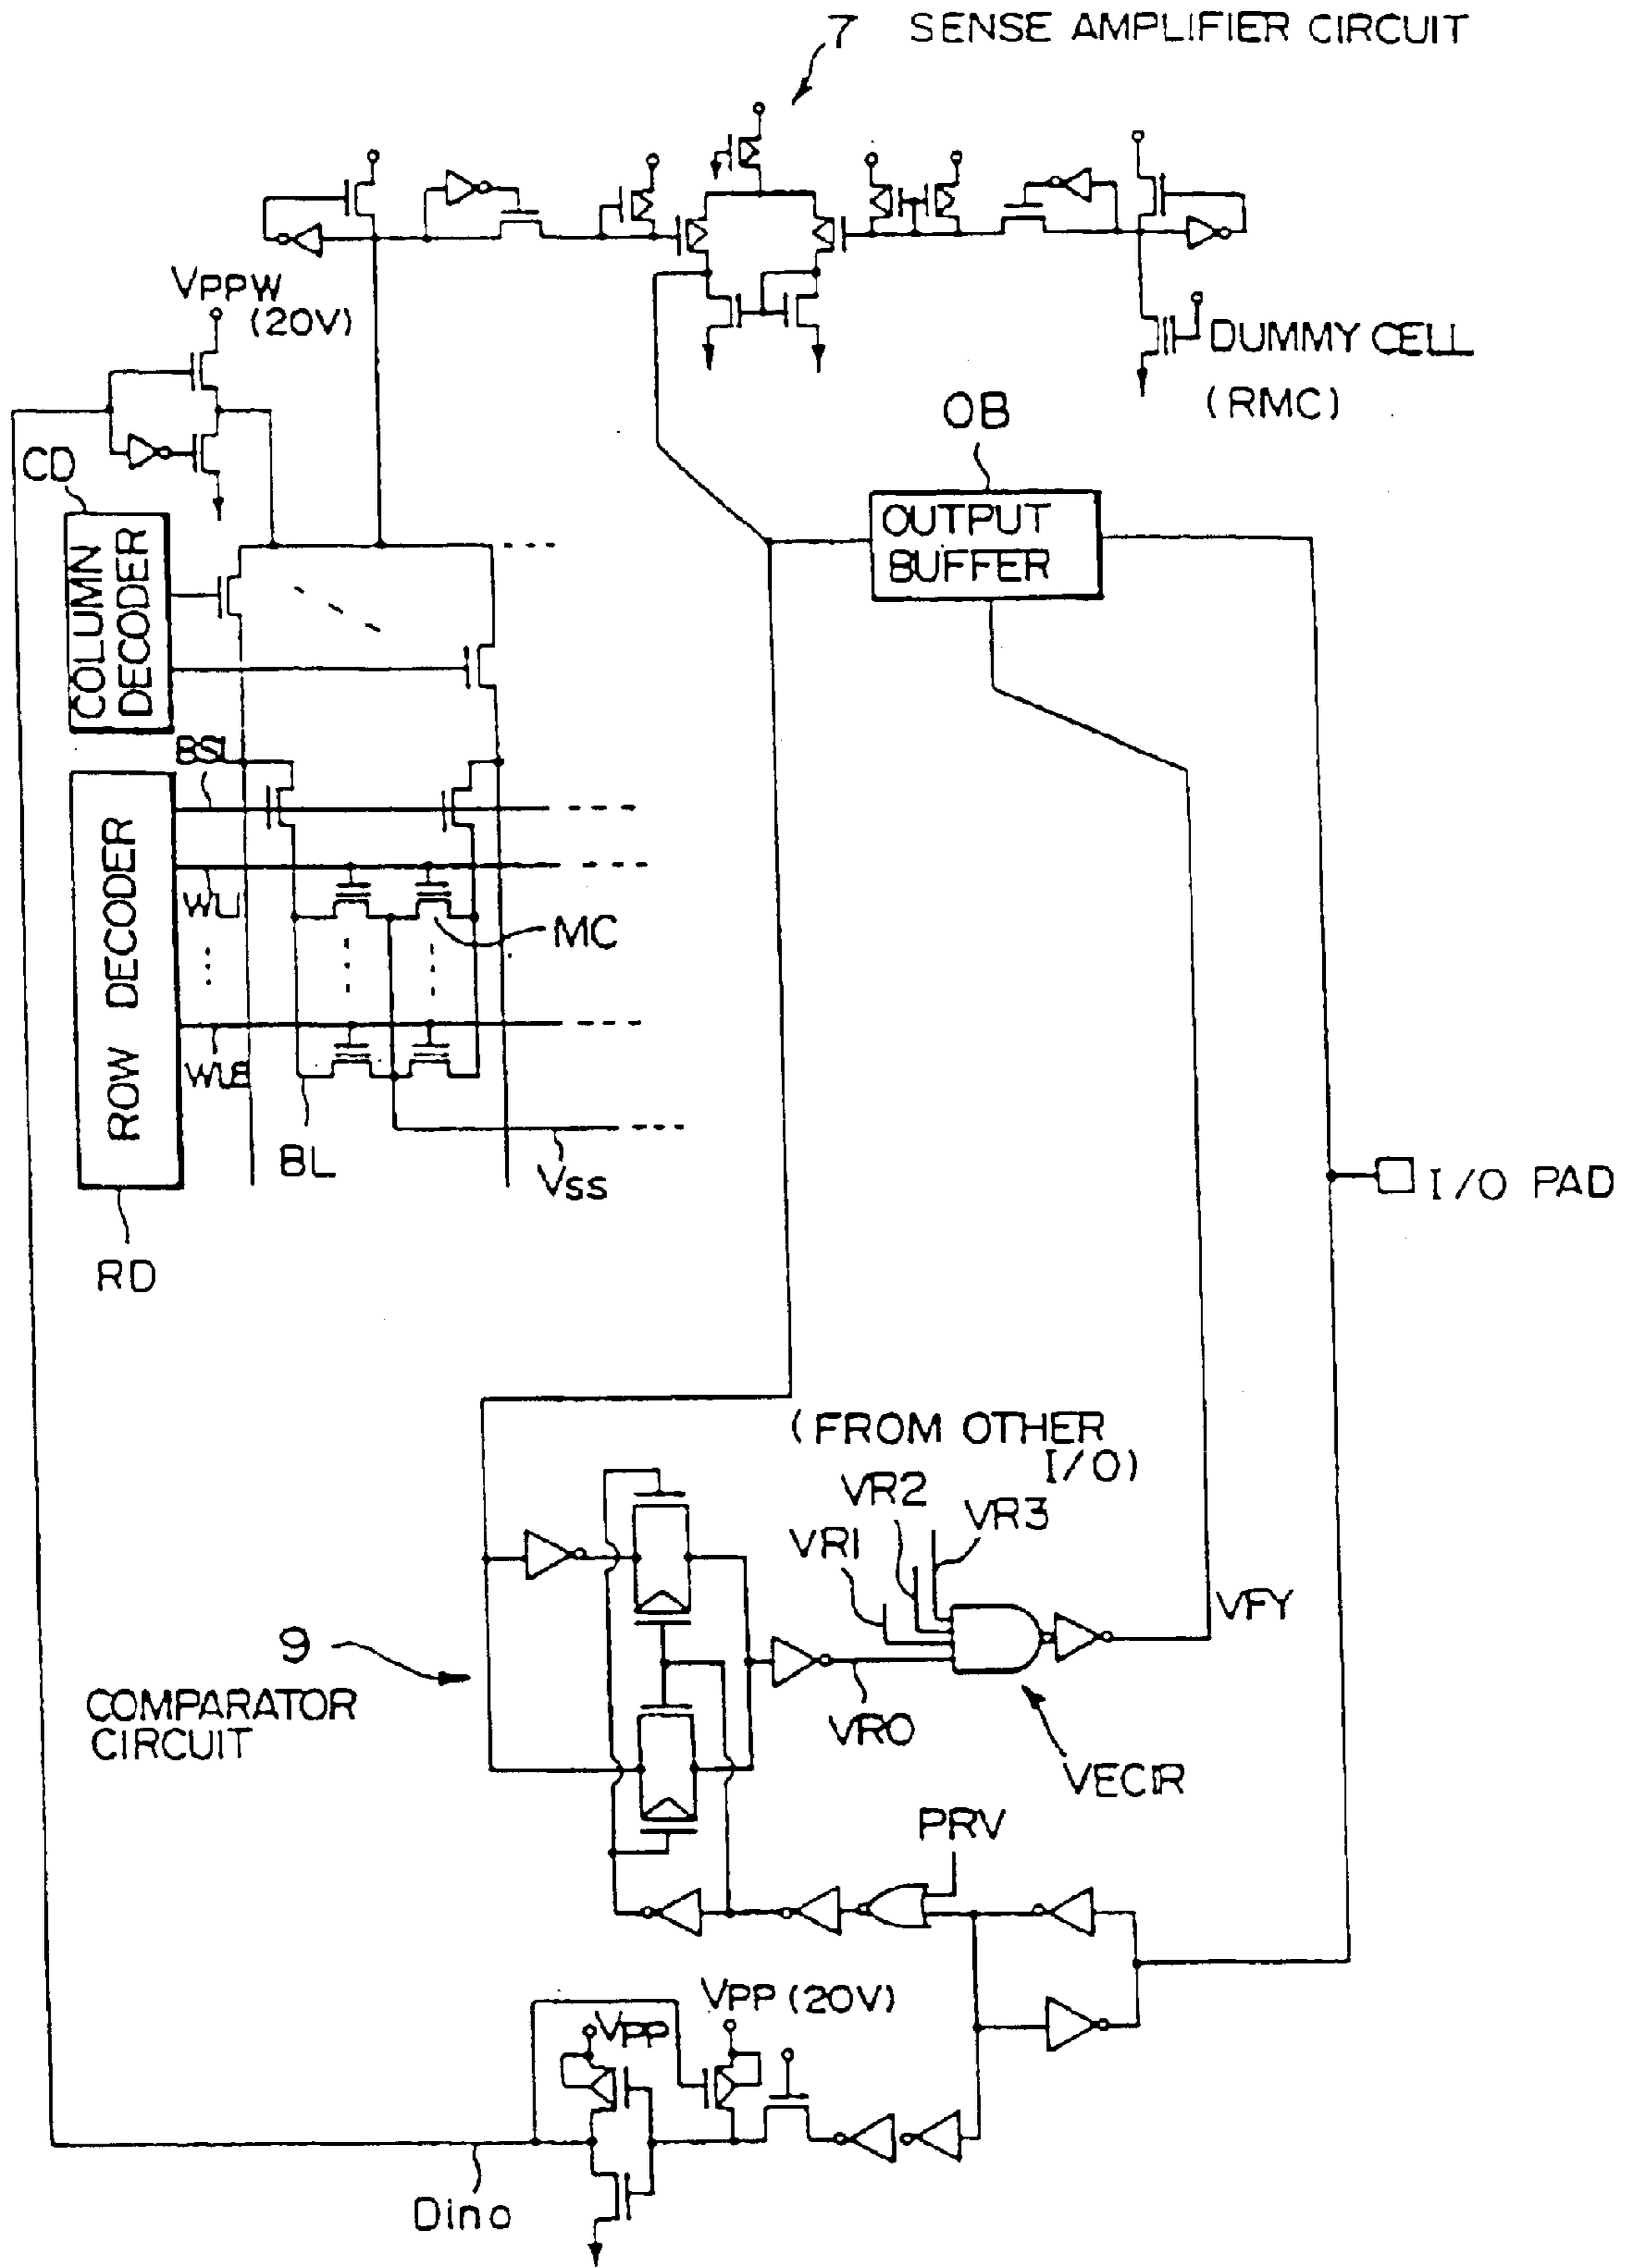 7 SENSE AMPLIFIER CIRCUIT
VPPW
(20V)
DUMMY CELL
(RMC)
OB
CD
OUTPUT
BUFFER
COLUMN
DECODER
BSL
ROW DECODER
WL1
MC
WL8
BL
VSS
I/O PAD
RD
(FROM OTHER
I/O)
VR2
VR3
VR1
VFY
9
COMPARATOR
CIRCUIT
VR0
VECIR
PRV
VPP (20V)
VPP
Dino